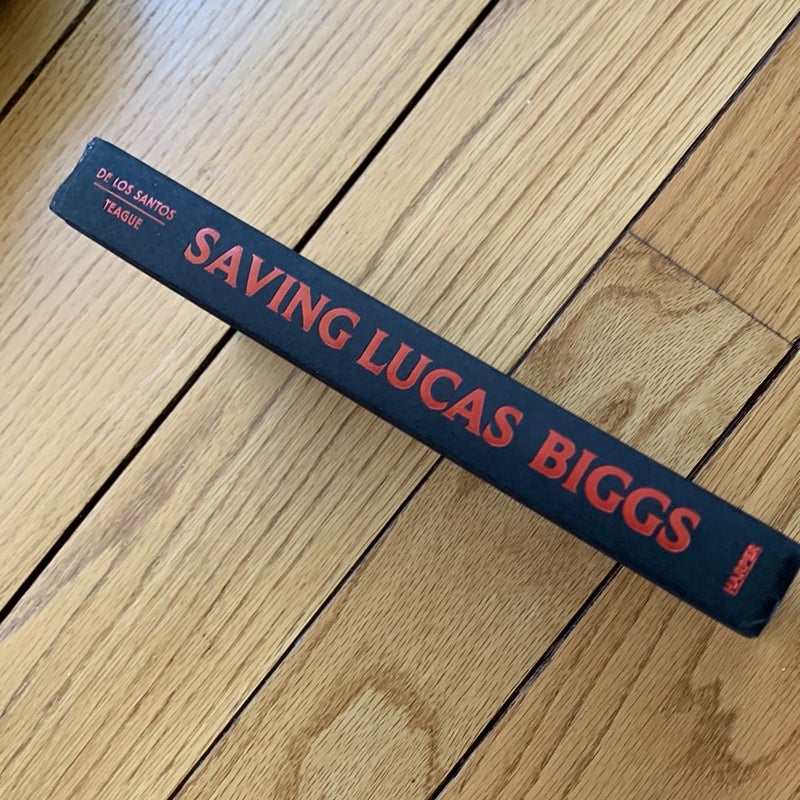 DE LOS SANTOS
TEAGUE
SAVING LUCAS BIGGS
HARPER